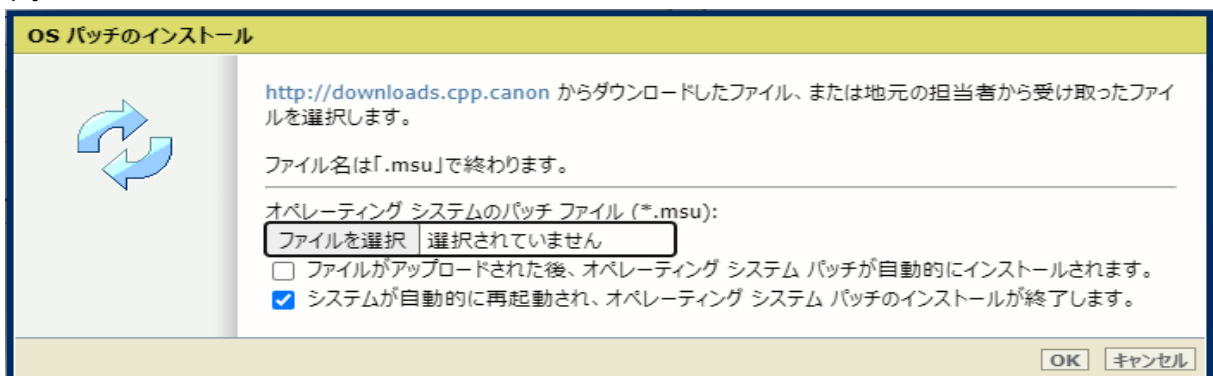 OS パッチのインストール
http://downloads.cpp.canon からダウンロードしたファイル、または地元の担当者から受け取ったファイ
ルを選択します。
ファイル名は「.msu」で終わります。
オペレーティング システムのパッチ ファイル (*.msu):
ファイルを選択 選択されていません
ファイルがアップロードされた後、オペレーティング システム パッチが自動的にインストールされます。
システムが自動的に再起動され、オペレーティング システム パッチのインストールが終了します。
OK キャンセル